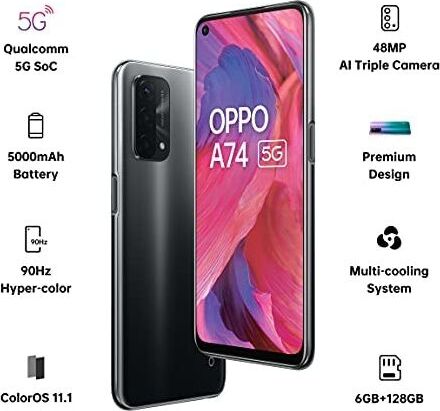 5G
Qualcomm
5G SoC
5000mAh
Battery
90Hz
90Hz
Hyper-color
ColorOS 11.1
OPPO
A74 5G
48MP
AI Triple Camera
Premium
Design
Multi-cooling
System
6GB+128GB